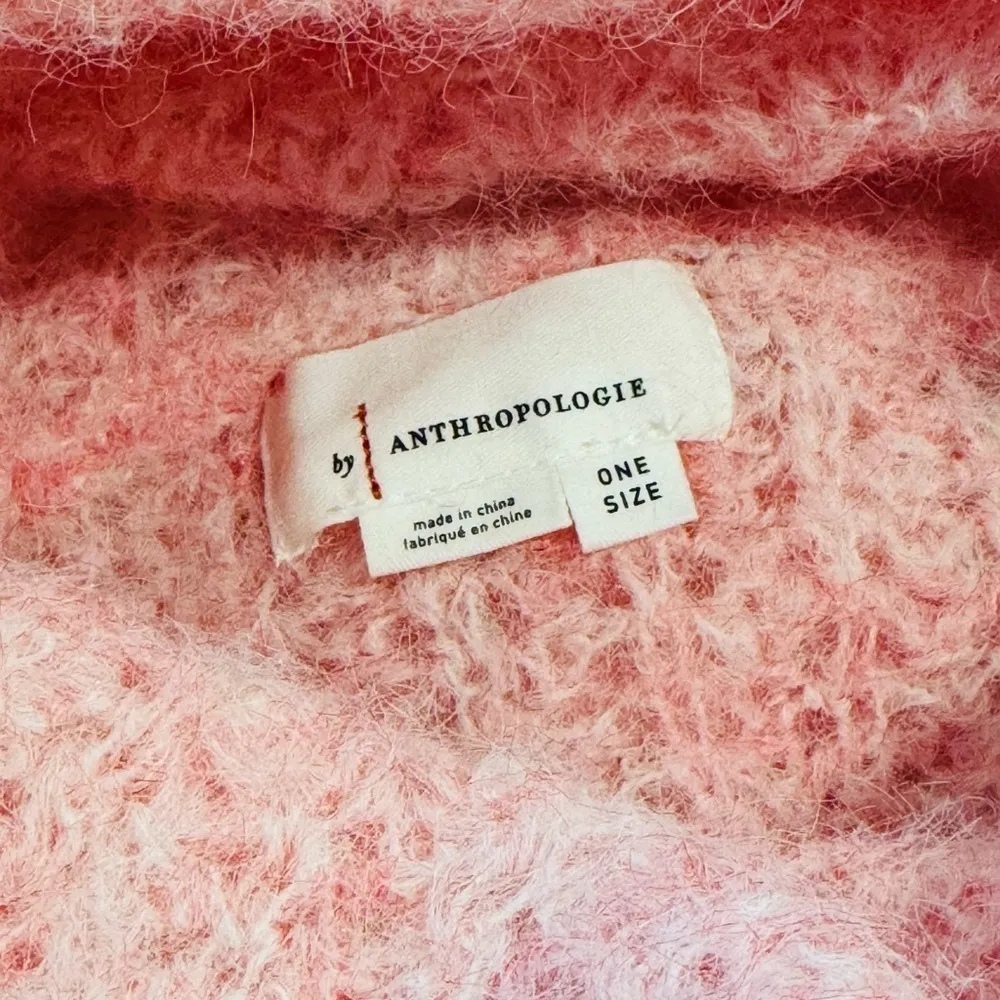 by ANTHROPOLOGIE
made in china
fabriqué en chine
ONE
SIZE